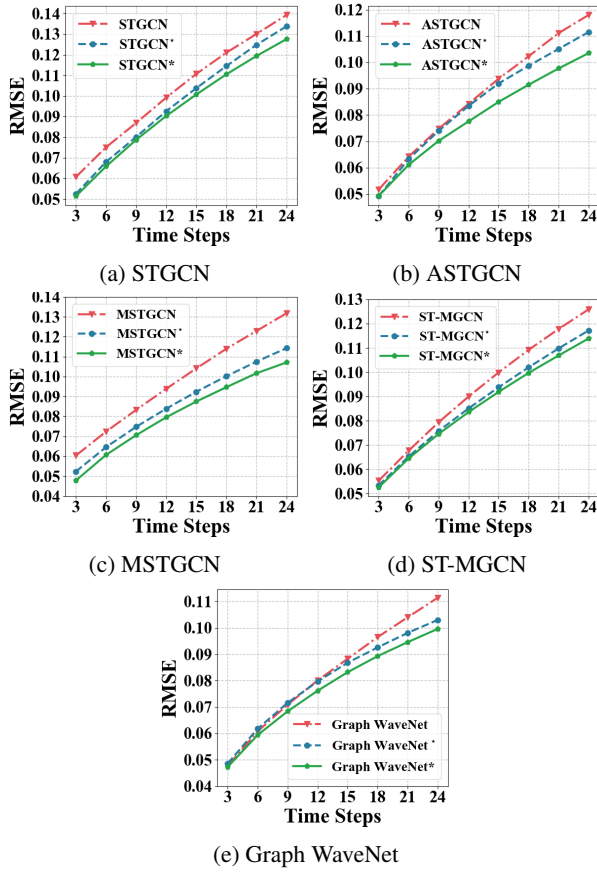 0.14
0.13
0.12
0.11
0.10
0.09
0.08
0.07
0.06
0.05
RMSE
STGCN
STGCN*
STGCN*
3 6 9 12 15 18 21 24
Time Steps
(a) STGCN
0.12
0.11
0.10
0.09
0.08
0.07
0.06
0.05
RMSE
ASTGCN
ASTGCN*
ASTGCN*
3 6 9 12 15 18 21 24
Time Steps
(b) ASTGCN
0.14
0.13
0.12
0.11
0.10
0.09
0.08
0.07
0.06
0.05
0.04
RMSE
MSTGCN
MSTGCN*
MSTGCN*
3 6 9 12 15 18 21 24
Time Steps
(c) MSTGCN
0.13
0.12
0.11
0.10
0.09
0.08
0.07
0.06
0.05
RMSE
ST-MGCN
ST-MGCN*
ST-MGCN*
3 6 9 12 15 18 21 24
Time Steps
(d) ST-MGCN
0.11
0.10
0.09
0.08
0.07
0.06
0.05
0.04
RMSE
Graph WaveNet
Graph WaveNet *
Graph WaveNet*
3 6 9 12 15 18 21 24
Time Steps
(e) Graph WaveNet